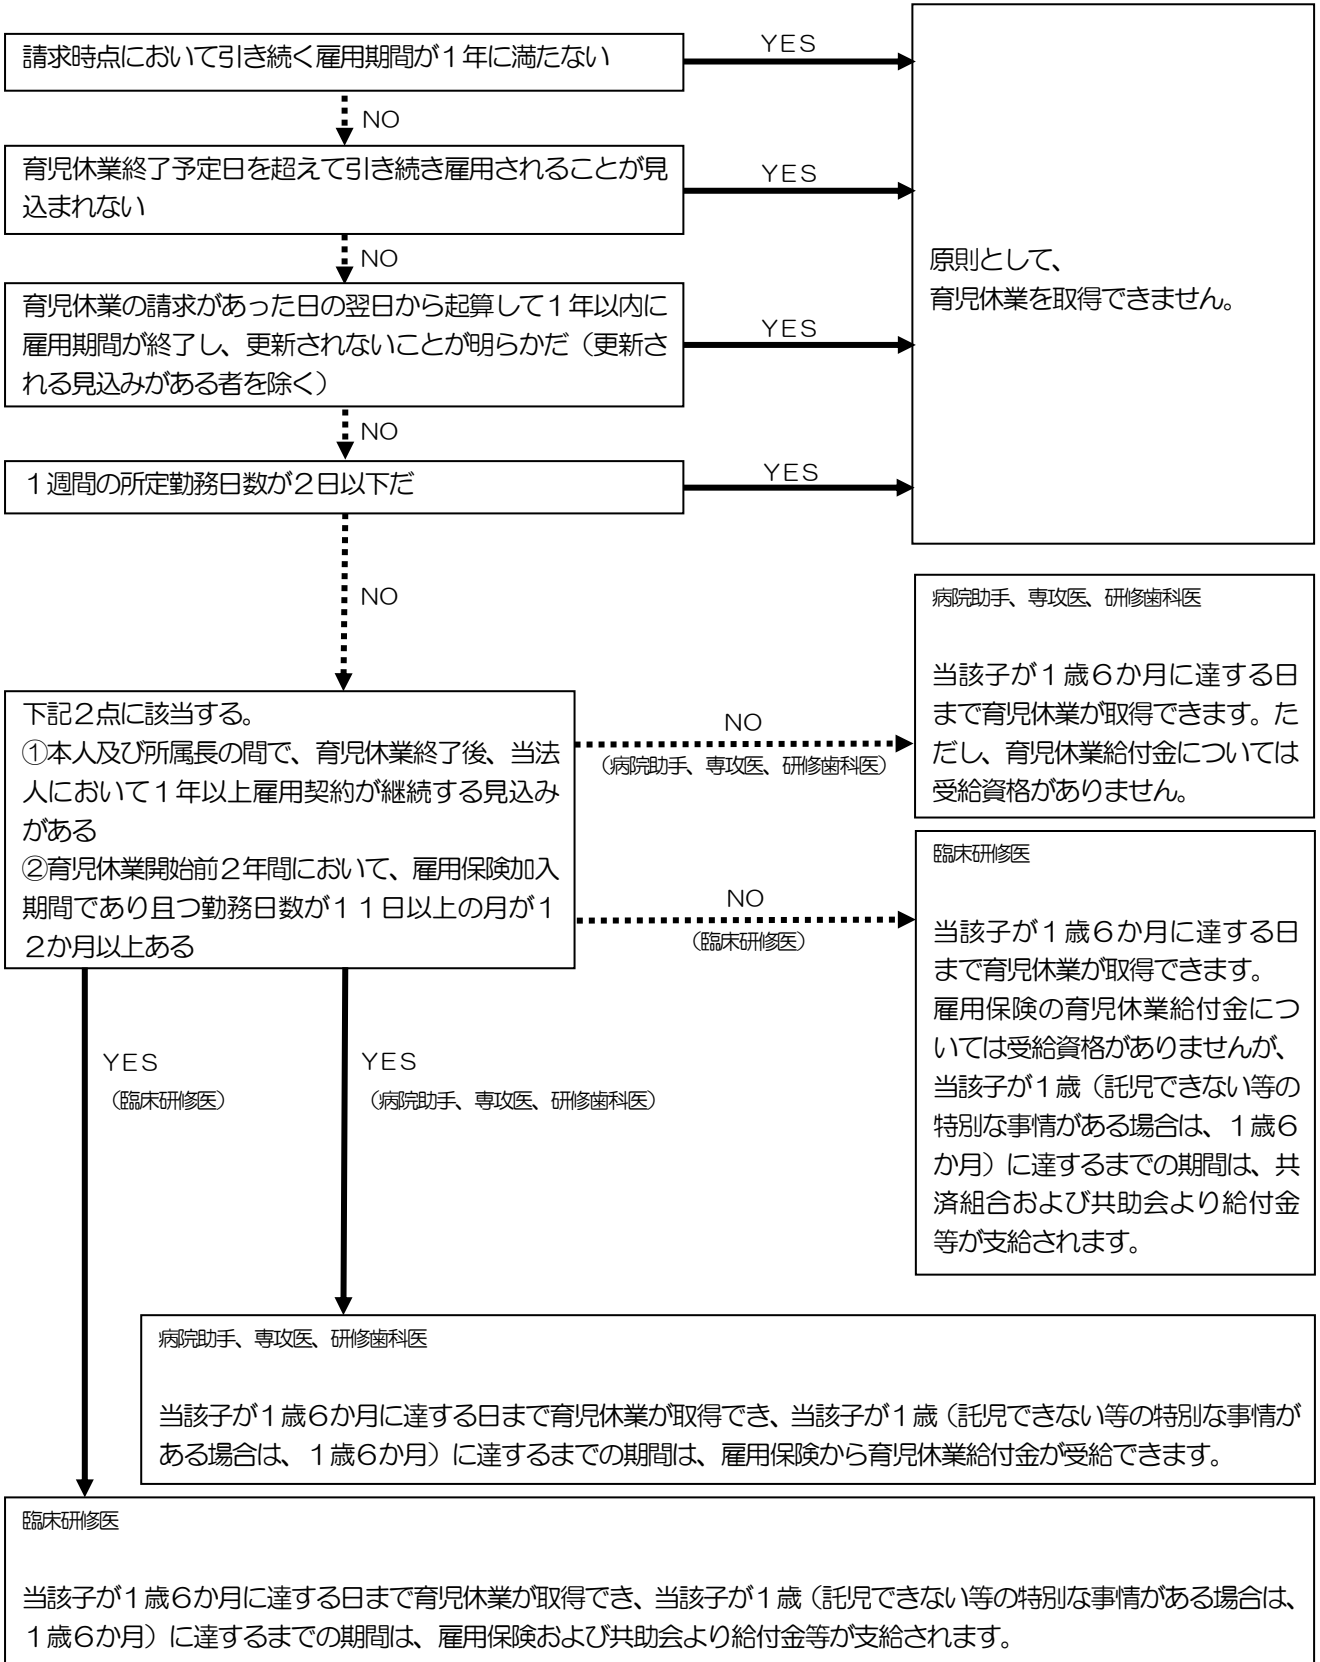 請求時点において引き続く雇用期間が１年に満たない
ＹＥＳ
ＮＯ
育児休業終了予定日を超えて引き続き雇用されることが見
込まれない
ＹＥＳ
ＮＯ
育児休業の請求があった日の翌日から起算して１年以内に
雇用期間が終了し、更新されないことが明らかだ（更新さ
れる見込みがある者を除く）
ＹＥＳ
ＮＯ
１週間の所定勤務日数が２日以下だ
ＹＥＳ
原則として、
育児休業を取得できません。
ＮＯ
下記２点に該当する。
①本人及び所属長の間で、育児休業終了後、当法
人において１年以上雇用契約が継続する見込み
がある
②育児休業開始前２年間において、雇用保険加入
期間であり且つ勤務日数が１１日以上の月が１
２か月以上ある
ＮＯ
（病院助手、専攻医、研修歯科医）
病院助手、専攻医、研修歯科医
当該子が１歳６か月に達する日
まで育児休業が取得できます。た
だし、育児休業給付金については
受給資格がありません。
ＮＯ
（臨床研修医）
臨床研修医
当該子が１歳６か月に達する日
まで育児休業が取得できます。
雇用保険の育児休業給付金につ
いては受給資格がありませんが、
当該子が１歳（託児できない等の
特別な事情がある場合は、１歳６
か月）に達するまでの期間は、共
済組合および共助会より給付金
等が支給されます。
ＹＥＳ
（臨床研修医）
ＹＥＳ
（病院助手、専攻医、研修歯科医）
病院助手、専攻医、研修歯科医
当該子が１歳６か月に達する日まで育児休業が取得でき、当該子が１歳（託児できない等の特別な事情が
ある場合は、１歳６か月）に達するまでの期間は、雇用保険から育児休業給付金が受給できます。
臨床研修医
当該子が１歳６か月に達する日まで育児休業が取得でき、当該子が１歳（託児できない等の特別な事情がある場合は、
１歳６か月）に達するまでの期間は、雇用保険および共助会より給付金等が支給されます。